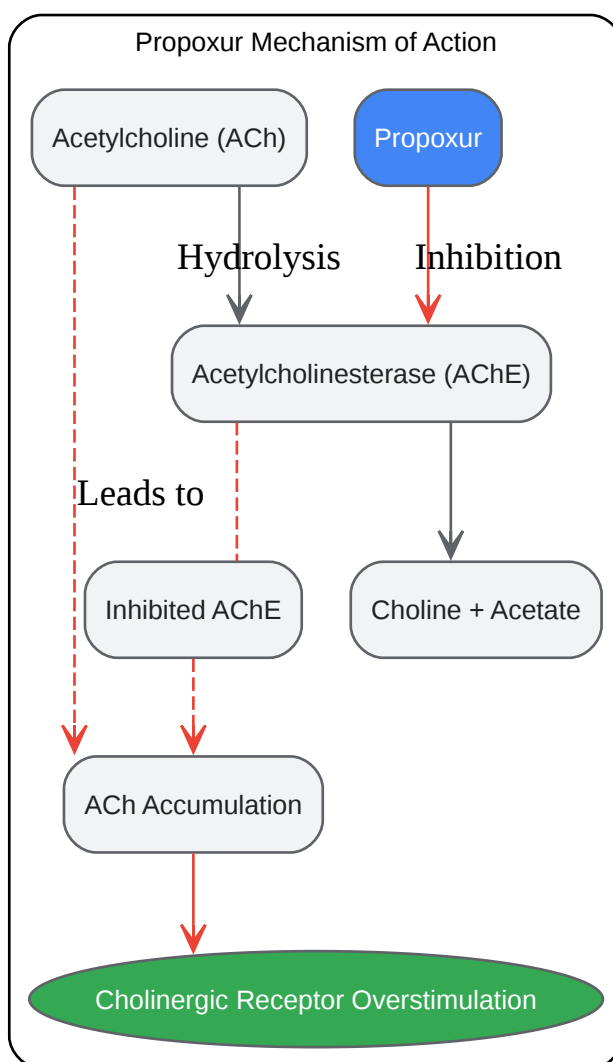 Propoxur Mechanism of Action
Acetylcholine (ACh)
Propoxur
Hydrolysis
Inhibition
Acetylcholinesterase (AChE)
Leads to
Inhibited AChE
Choline + Acetate
ACh Accumulation
Cholinergic Receptor Overstimulation